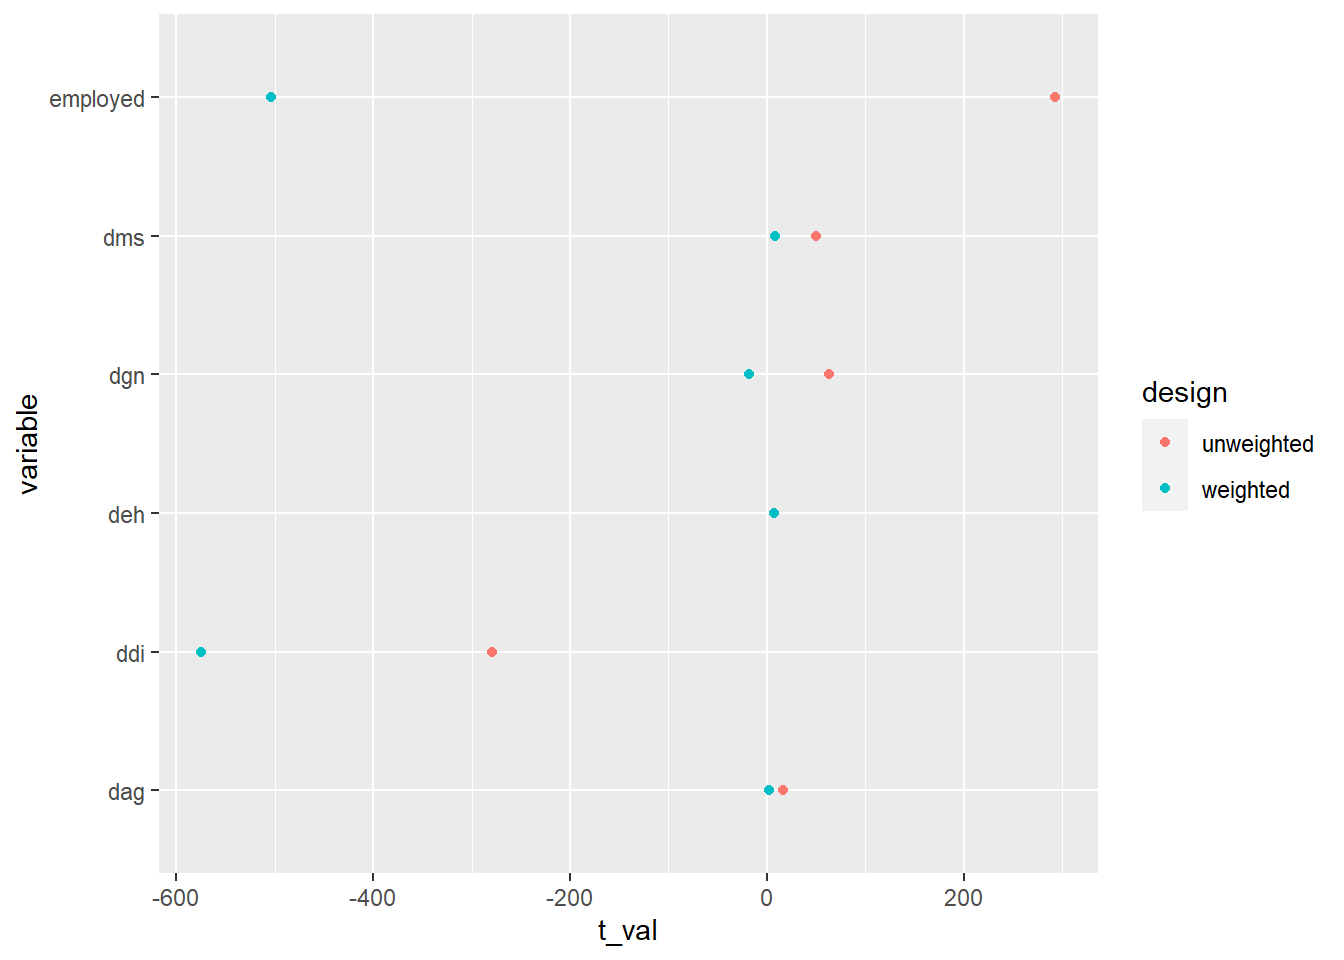 employed
dms
dgn
deh
ddi
dag
variable
-600 -400 -200 0 200
t_val
design
unweighted
weighted